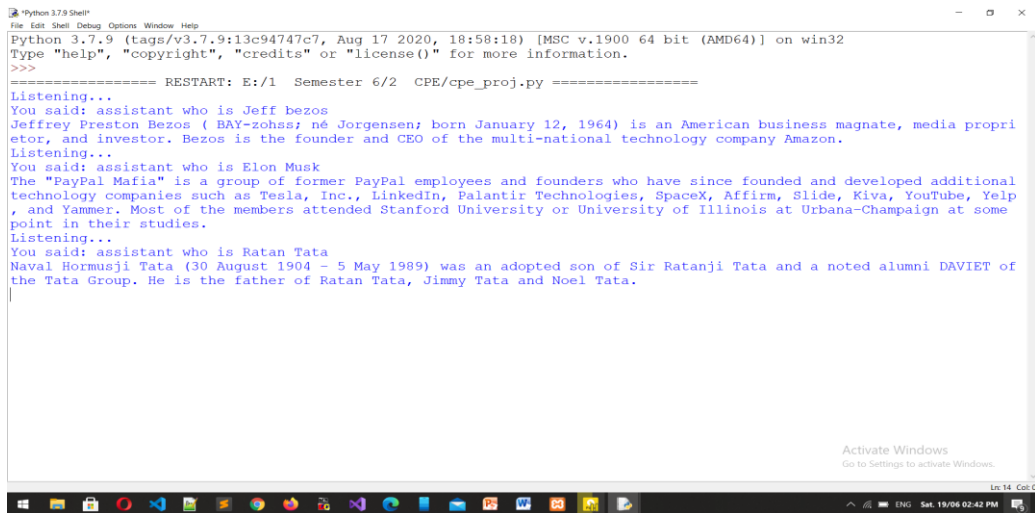 *Python 3.7.9 Shell*
File Edit Shell Debug Options Window Help
Python 3.7.9 (tags/v3.7.9:13c94747c7, Aug 17 2020, 18:58:18) [MSC v.1900 64 bit (AMD64)] on win32
Type "help", "copyright", "credits" or "license()" for more information.
>>>
================= RESTART: E:/1  Semester 6/2  CPE/cpe_proj.py =================
Listening...
You said: assistant who is Jeff bezos
Jeffrey Preston Bezos ( BAY-zohss; né Jorgensen; born January 12, 1964) is an American business magnate, media propri
etor, and investor. Bezos is the founder and CEO of the multi-national technology company Amazon.
Listening...
You said: assistant who is Elon Musk
The "PayPal Mafia" is a group of former PayPal employees and founders who have since founded and developed additional
technology companies such as Tesla, Inc., LinkedIn, Palantir Technologies, SpaceX, Affirm, Slide, Kiva, YouTube, Yelp
, and Yammer. Most of the members attended Stanford University or University of Illinois at Urbana-Champaign at some
point in their studies.
Listening...
You said: assistant who is Ratan Tata
Naval Hormusji Tata (30 August 1904 – 5 May 1989) was an adopted son of Sir Ratanji Tata and a noted alumni DAVIET of
the Tata Group. He is the father of Ratan Tata, Jimmy Tata and Noel Tata.
Activate Windows
Go to Settings to activate Windows.
Ln: 14 Col: 0
ENG Sat. 19/06 02:42 PM